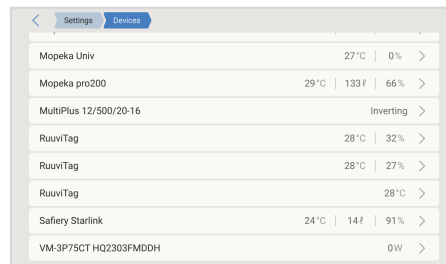 Settings Devices
Mopeka Univ 27°C 0%
Mopeka pro200 29°C 133ℓ 66%
MultiPlus 12/500/20-16 Inverting
RuuviTag 28°C 32%
RuuviTag 28°C 27%
RuuviTag 28°C
Safiery Starlink 24°C 14ℓ 91%
VM-3P75CT HQ2303FMDDH 0W